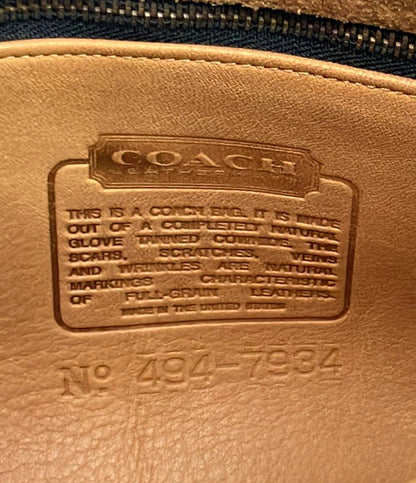 COACH
THIS IS A COACH BAG. IT IS MADE
OUT OF A COMPLETELY NATURAL
GLOVE TANNED COWHIDE. THE
SCARS, SCRATCHES, VEINS
AND WRINKLES ARE NATURAL
MARKINGS CHARACTERISTIC
OF FULL-GRAIN LEATHERS.
MADE IN THE UNITED STATES
No 494-7934